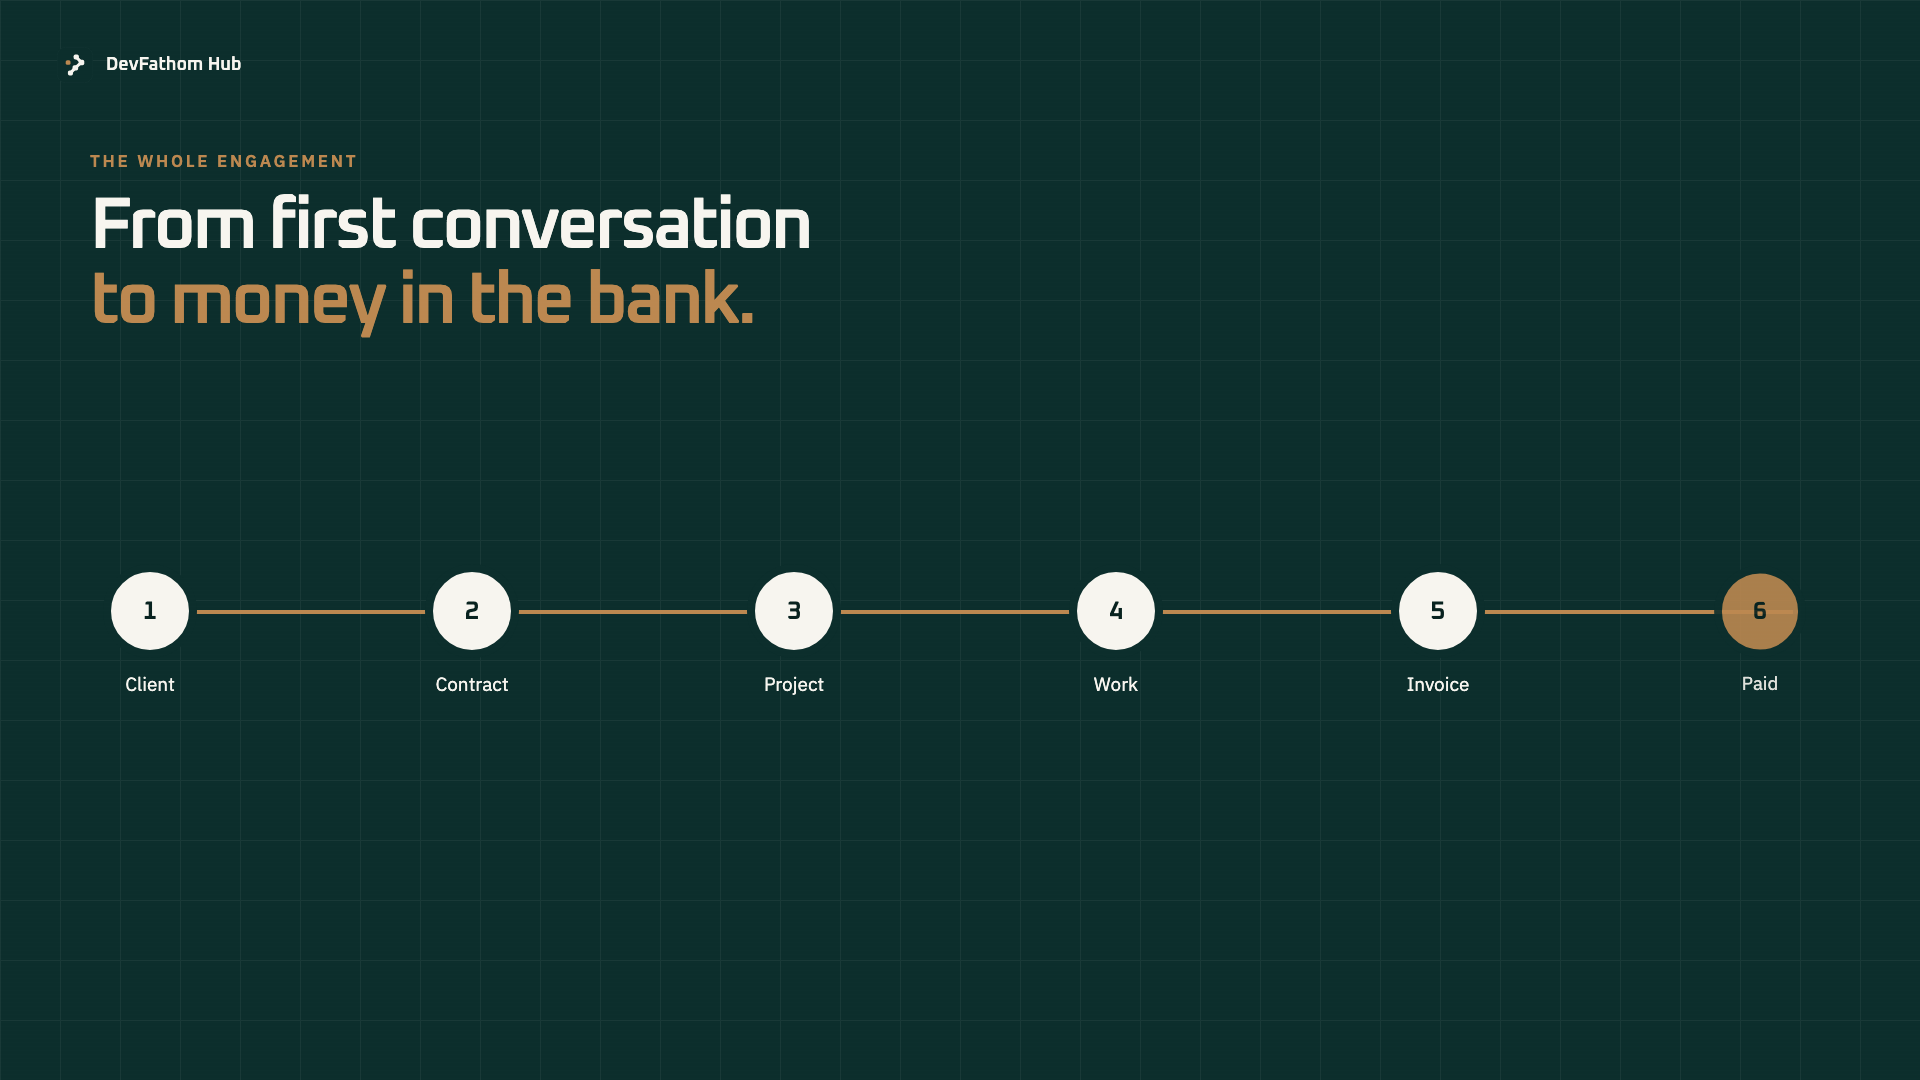 DevFathom Hub
THE WHOLE ENGAGEMENT
From first conversation
to money in the bank.
1 2 3 4 5 6
Client Contract Project Work Invoice Paid